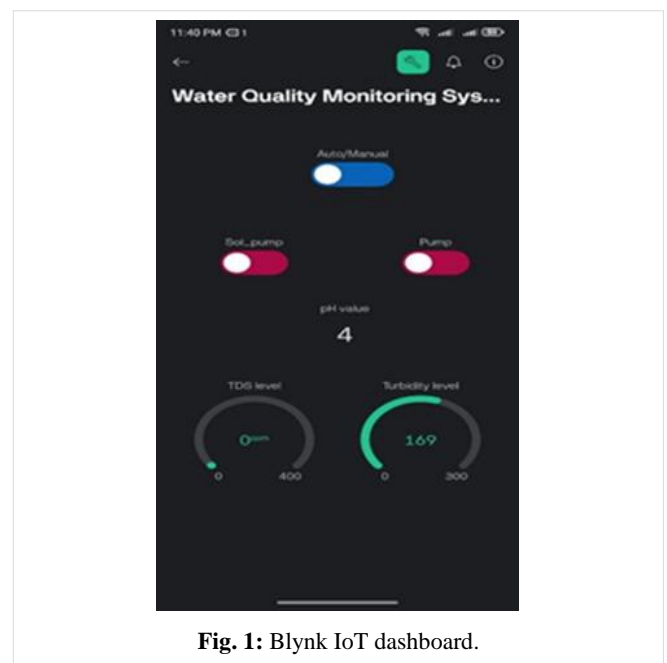 11:40 PM 1
Water Quality Monitoring Sys...
Auto/Manual
Sol_pump Pump
pH value
4
TDS level Turbidity level
0ppm 169
0 400 0 300
Fig. 1: Blynk IoT dashboard.